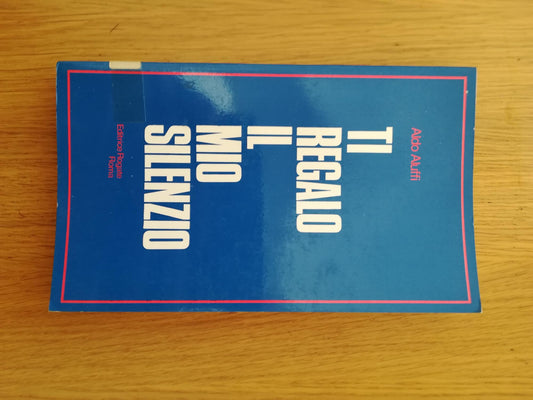 Aldo Aluffi
TI
REGALO
IL
MIO
SILENZIO
Editrice Rogate
Roma